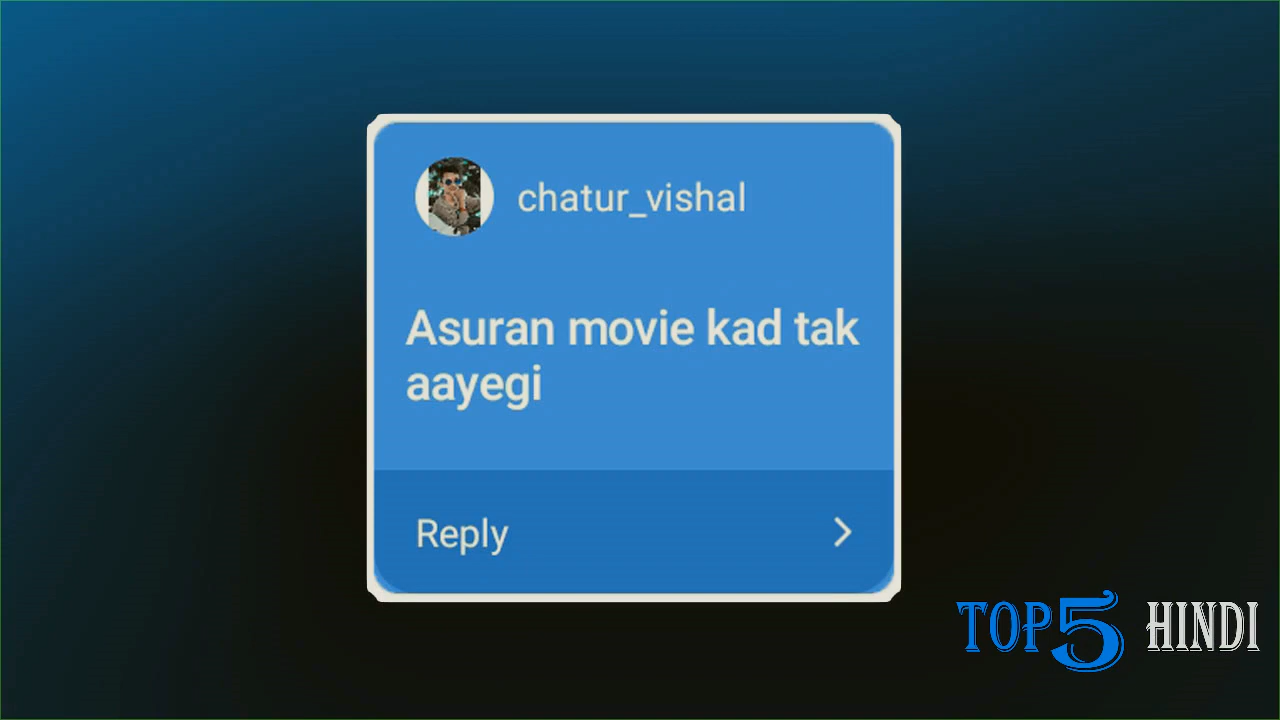 chatur_vishal
Asuran movie kad tak
aayegi
Reply
TOP5 HINDI